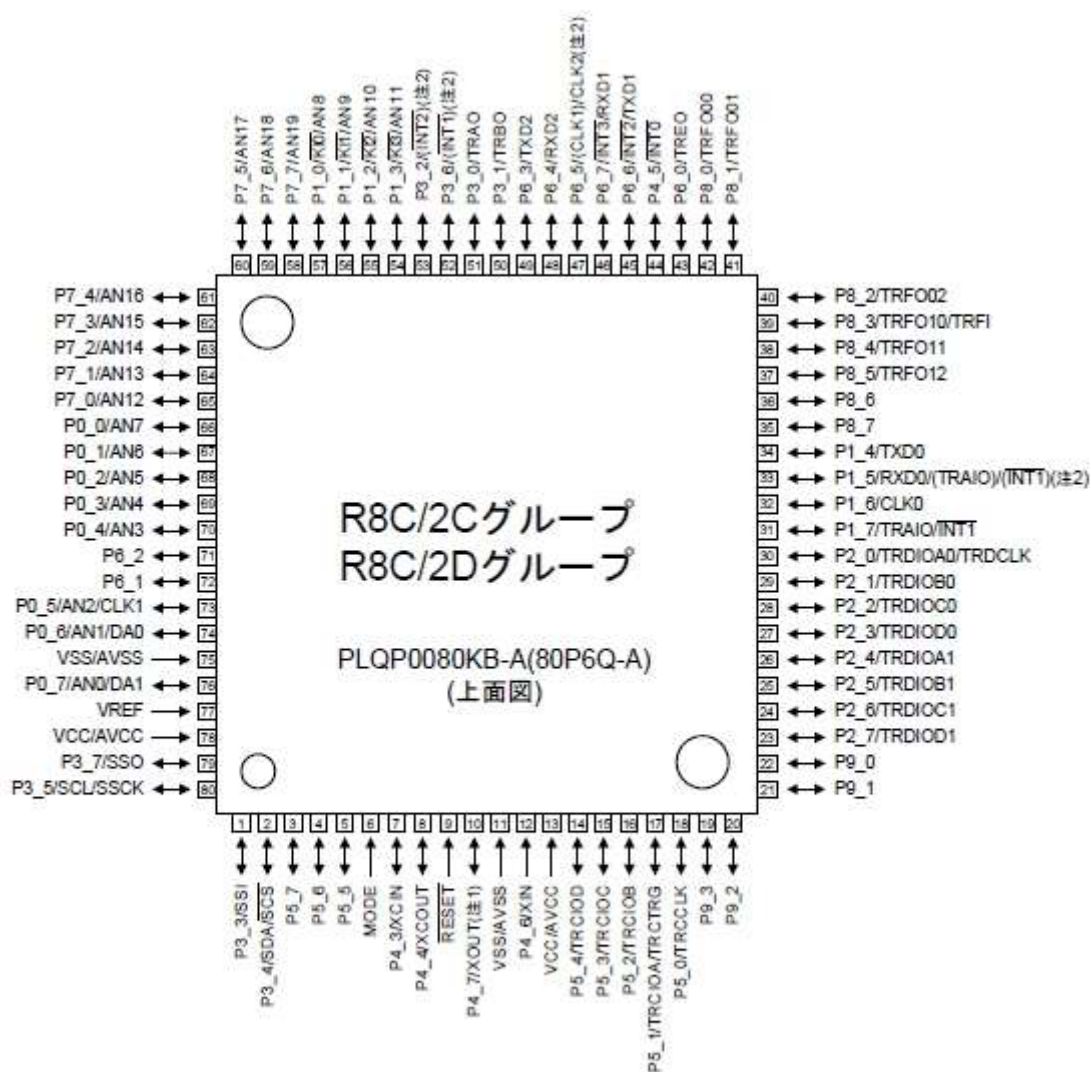 P7_5/AN17
P7_6/AN18
P7_7/AN19
P1_0/KI0/AN8
P1_1/KI1/AN9
P1_2/KI2/AN10
P1_3/KI3/AN11
P3_2/(INT2)(注2)
P3_6/(INT1)(注2)
P3_0/TRAO
P3_1/TRBO
P6_3/TXD2
P6_4/RXD2
P6_5/(CLK1)/CLK2(注2)
P6_7/INT3/RXD1
P6_6/INT2/TXD1
P4_5/INT0
P6_0/TREO
P8_0/TRFO00
P8_1/TRFO01
60 59 58 57 56 55 54 53 52 51 50 49 48 47 46 45 44 43 42 41
P7_4/AN16 61
P7_3/AN15 62
P7_2/AN14 63
P7_1/AN13 64
P7_0/AN12 65
P0_0/AN7 66
P0_1/AN6 67
P0_2/AN5 68
P0_3/AN4 69
P0_4/AN3 70
P6_2 71
P6_1 72
P0_5/AN2/CLK1 73
P0_6/AN1/DA0 74
VSS/AVSS 75
P0_7/AN0/DA1 76
VREF 77
VCC/AVCC 78
P3_7/SSO 79
P3_5/SCL/SSCK 80
R8C/2Cグループ
R8C/2Dグループ
PLQP0080KB-A(80P6Q-A)
(上面図)
40 P8_2/TRFO02
39 P8_3/TRFO10/TRFI
38 P8_4/TRFO11
37 P8_5/TRFO12
36 P8_6
35 P8_7
34 P1_4/TXD0
33 P1_5/RXD0/(TRAIO)/(INT1)(注2)
32 P1_6/CLK0
31 P1_7/TRAIO/INT1
30 P2_0/TRDIOA0/TRDCLK
29 P2_1/TRDIOB0
28 P2_2/TRDIOC0
27 P2_3/TRDIOD0
26 P2_4/TRDIOA1
25 P2_5/TRDIOB1
24 P2_6/TRDIOC1
23 P2_7/TRDIOD1
22 P9_0
21 P9_1
1 2 3 4 5 6 7 8 9 10 11 12 13 14 15 16 17 18 19 20
P3_3/SSI
P3_4/SDA/SCS
P5_7
P5_6
P5_5
MODE
P4_3/XCIN
P4_4/XCOUT
RESET
P4_7/XOUT(注1)
VSS/AVSS
P4_6/XIN
VCC/AVCC
P5_4/TRCIOD
P5_3/TRCIOC
P5_2/TRCIOB
P5_1/TRCIOA/TRCTRG
P5_0/TRCCLK
P9_3
P9_2